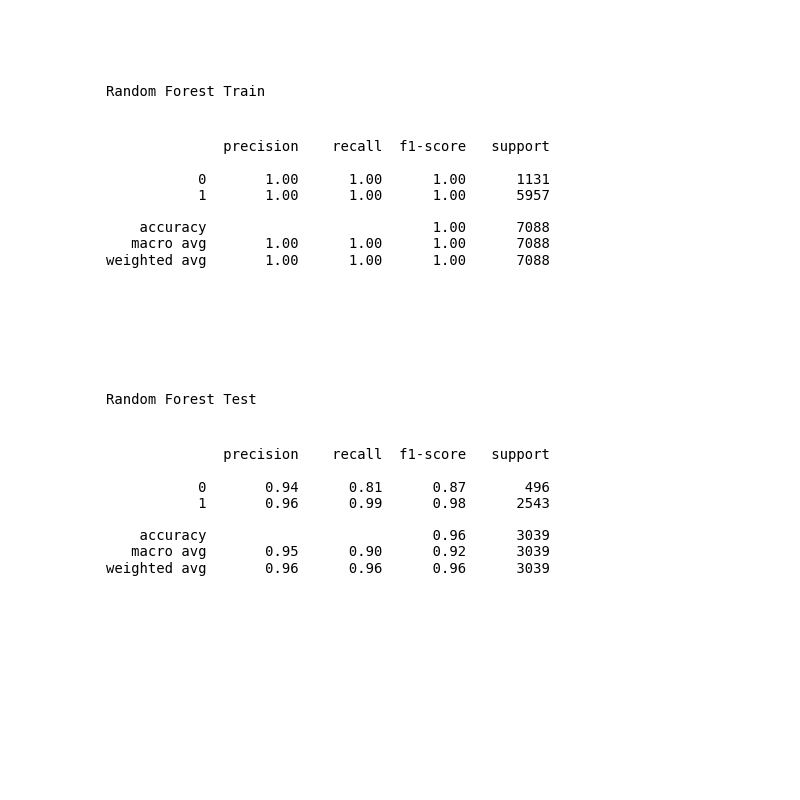 Random Forest Train
precision recall f1-score support
0 1.00 1.00 1.00 1131
1 1.00 1.00 1.00 5957
accuracy 1.00 7088
macro avg 1.00 1.00 1.00 7088
weighted avg 1.00 1.00 1.00 7088
Random Forest Test
precision recall f1-score support
0 0.94 0.81 0.87 496
1 0.96 0.99 0.98 2543
accuracy 0.96 3039
macro avg 0.95 0.90 0.92 3039
weighted avg 0.96 0.96 0.96 3039